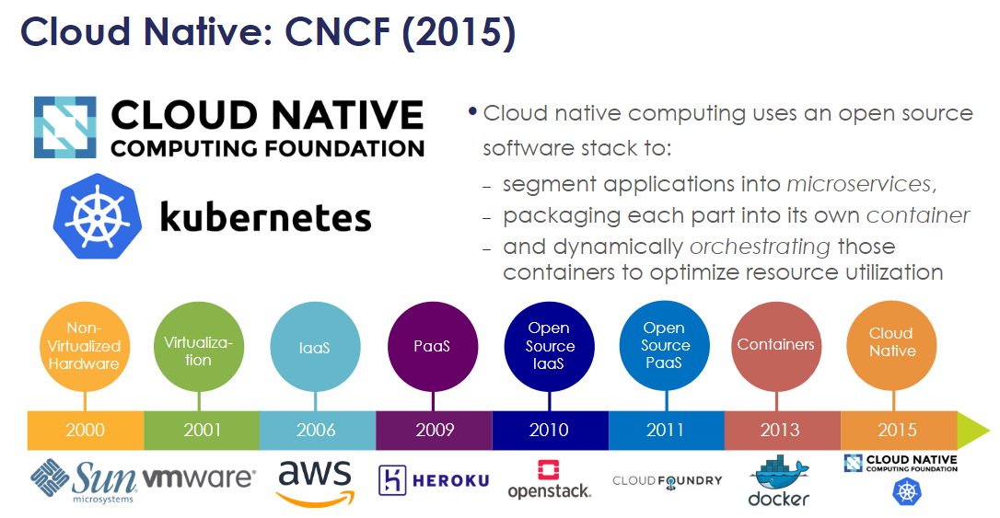 Cloud Native: CNCF (2015)
CLOUD NATIVE
COMPUTING FOUNDATION
kubernetes
• Cloud native computing uses an open source
software stack to:
– segment applications into microservices,
– packaging each part into its own container
– and dynamically orchestrating those
containers to optimize resource utilization
Non-
Virtualized
Hardware
Virtualiza-
tion
IaaS
PaaS
Open
Source
IaaS
Open
Source
PaaS
Containers
Cloud
Native
2000
2001
2006
2009
2010
2011
2013
2015
Sun
microsystems
vmware®
aws
HEROKU
openstack.
CLOUD FOUNDRY
docker
CLOUD NATIVE
COMPUTING FOUNDATION